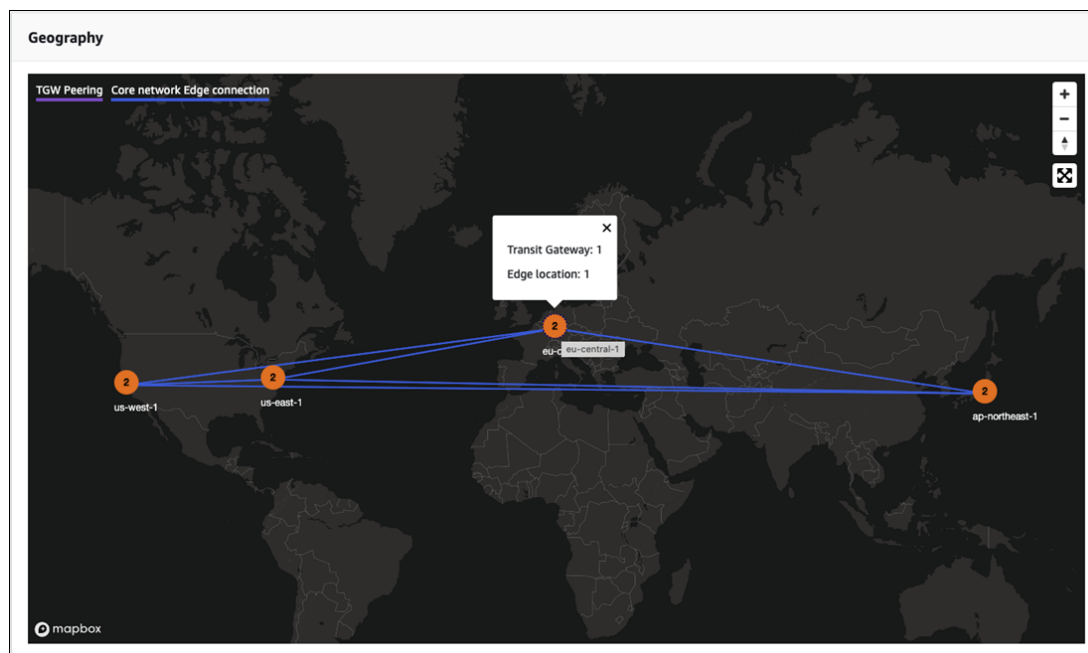 Geography
TGW Peering Core network Edge connection
Transit Gateway: 1
Edge location: 1
2
eu-c
eu-central-1
2
us-west-1
2
us-east-1
2
ap-northeast-1
mapbox